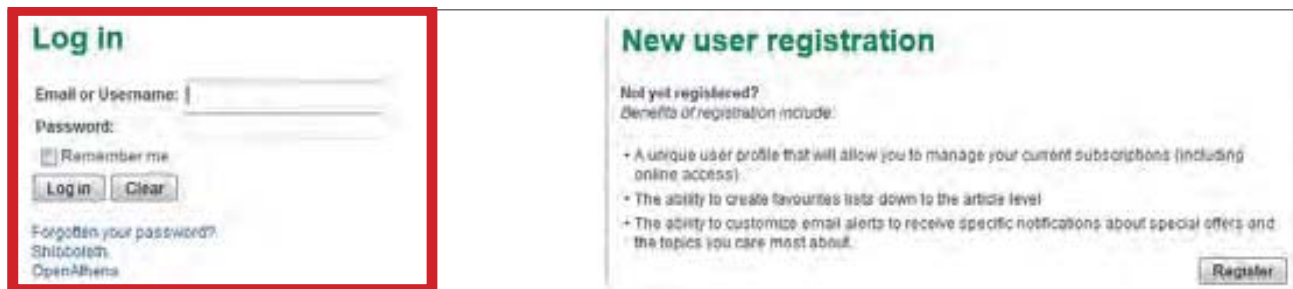 Log in
Email or Username:
Password:
Remember me
Log in
Clear
Forgotten your password?
Shibboleth
OpenAthens
New user registration
Not yet registered?
Benefits of registration include:
• A unique user profile that will allow you to manage your current subscriptions (including
online access)
• The ability to create favourites lists down to the article level
• The ability to customize email alerts to receive specific notifications about special offers and
the topics you care most about.
Register